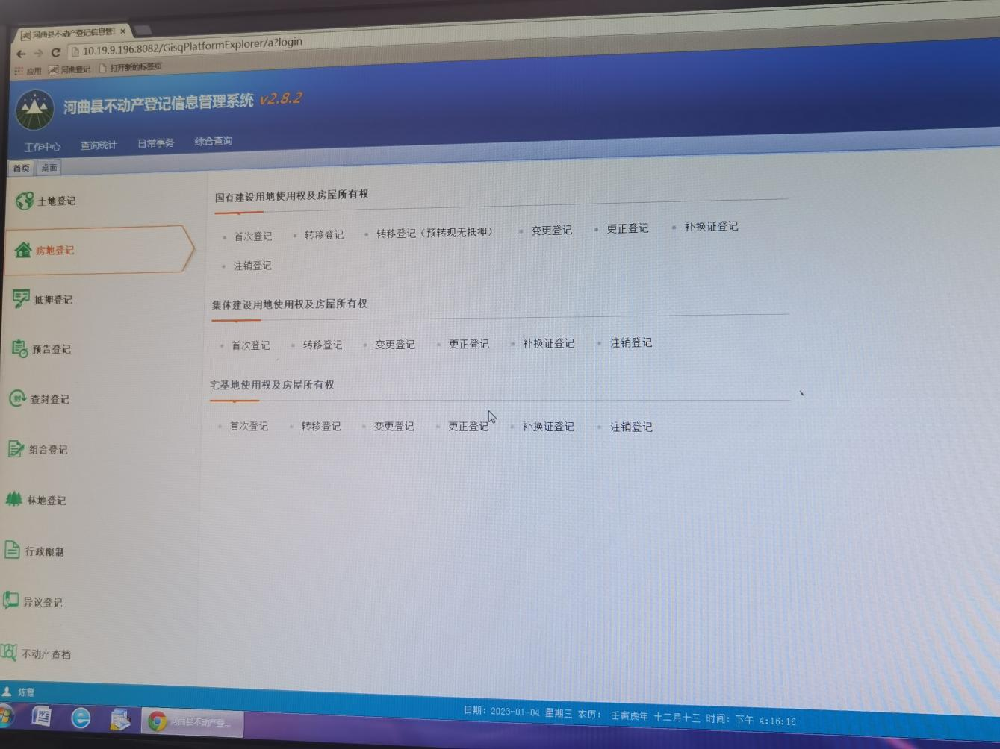 河曲县不动产登记信息管
10.19.9.196:8082/GisqPlatformExplorer/a?login
应用 河曲登记 打开新的标签页
河曲县不动产登记信息管理系统 v2.8.2
工作中心 查询统计 日常事务 综合查询
首页 桌面
土地登记
房地登记
抵押登记
预告登记
查封登记
组合登记
林地登记
行政限制
异议登记
不动产查档
国有建设用地使用权及房屋所有权
首次登记 转移登记 转移登记（预转现无抵押） 变更登记 更正登记 补换证登记
注销登记
集体建设用地使用权及房屋所有权
首次登记 转移登记 变更登记 更正登记 补换证登记 注销登记
宅基地使用权及房屋所有权
首次登记 转移登记 变更登记 更正登记 补换证登记 注销登记
陈霞
日期：2023-01-04 星期三 农历： 壬寅虎年 十二月十三 时间：下午 4:16:16
河曲县不动产登...